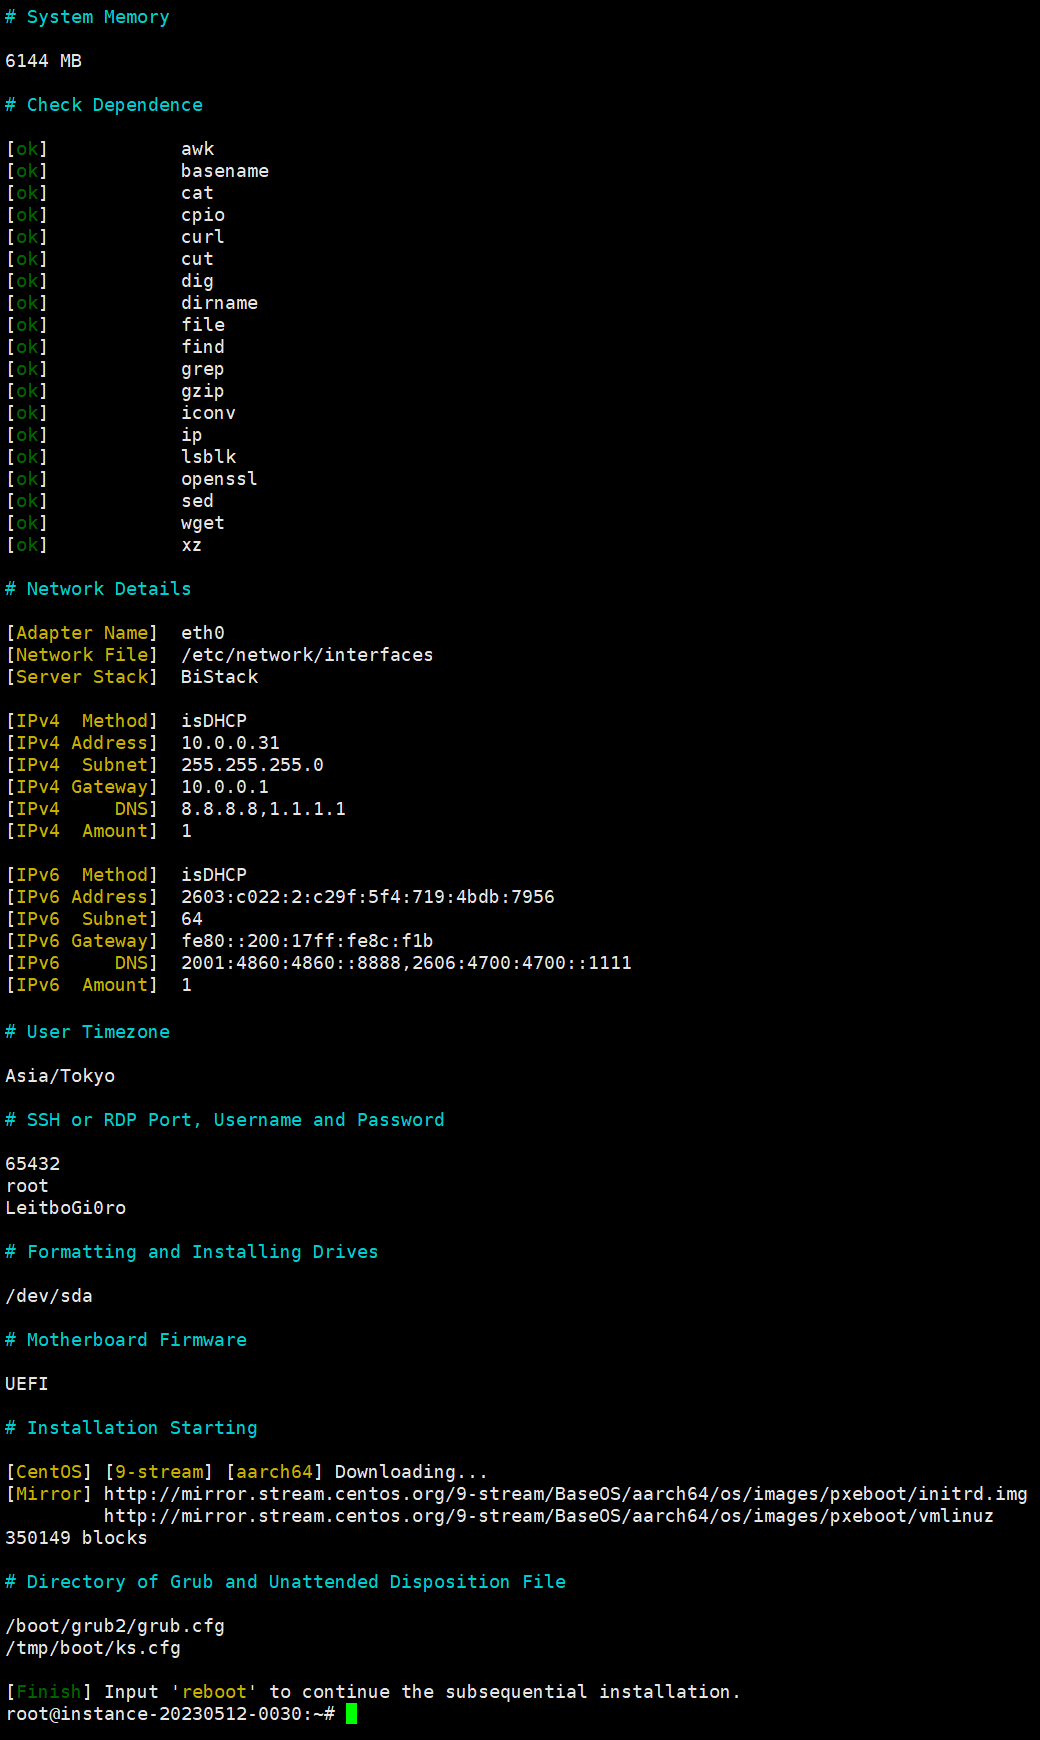 # System Memory
6144 MB
# Check Dependence
[ok] awk
[ok] basename
[ok] cat
[ok] cpio
[ok] curl
[ok] cut
[ok] dig
[ok] dirname
[ok] file
[ok] find
[ok] grep
[ok] gzip
[ok] iconv
[ok] ip
[ok] lsblk
[ok] openssl
[ok] sed
[ok] wget
[ok] xz
# Network Details
[Adapter Name] eth0
[Network File] /etc/network/interfaces
[Server Stack] BiStack
[IPv4  Method] isDHCP
[IPv4 Address] 10.0.0.31
[IPv4  Subnet] 255.255.255.0
[IPv4 Gateway] 10.0.0.1
[IPv4     DNS] 8.8.8.8,1.1.1.1
[IPv4  Amount] 1
[IPv6  Method] isDHCP
[IPv6 Address] 2603:c022:2:c29f:5f4:719:4bdb:7956
[IPv6  Subnet] 64
[IPv6 Gateway] fe80::200:17ff:fe8c:f1b
[IPv6     DNS] 2001:4860:4860::8888,2606:4700:4700::1111
[IPv6  Amount] 1
# User Timezone
Asia/Tokyo
# SSH or RDP Port, Username and Password
65432
root
LeitboGi0ro
# Formatting and Installing Drives
/dev/sda
# Motherboard Firmware
UEFI
# Installation Starting
[CentOS] [9-stream] [aarch64] Downloading...
[Mirror] http://mirror.stream.centos.org/9-stream/BaseOS/aarch64/os/images/pxeboot/initrd.img
http://mirror.stream.centos.org/9-stream/BaseOS/aarch64/os/images/pxeboot/vmlinuz
350149 blocks
# Directory of Grub and Unattended Disposition File
/boot/grub2/grub.cfg
/tmp/boot/ks.cfg
[Finish] Input 'reboot' to continue the subsequential installation.
root@instance-20230512-0030:~#